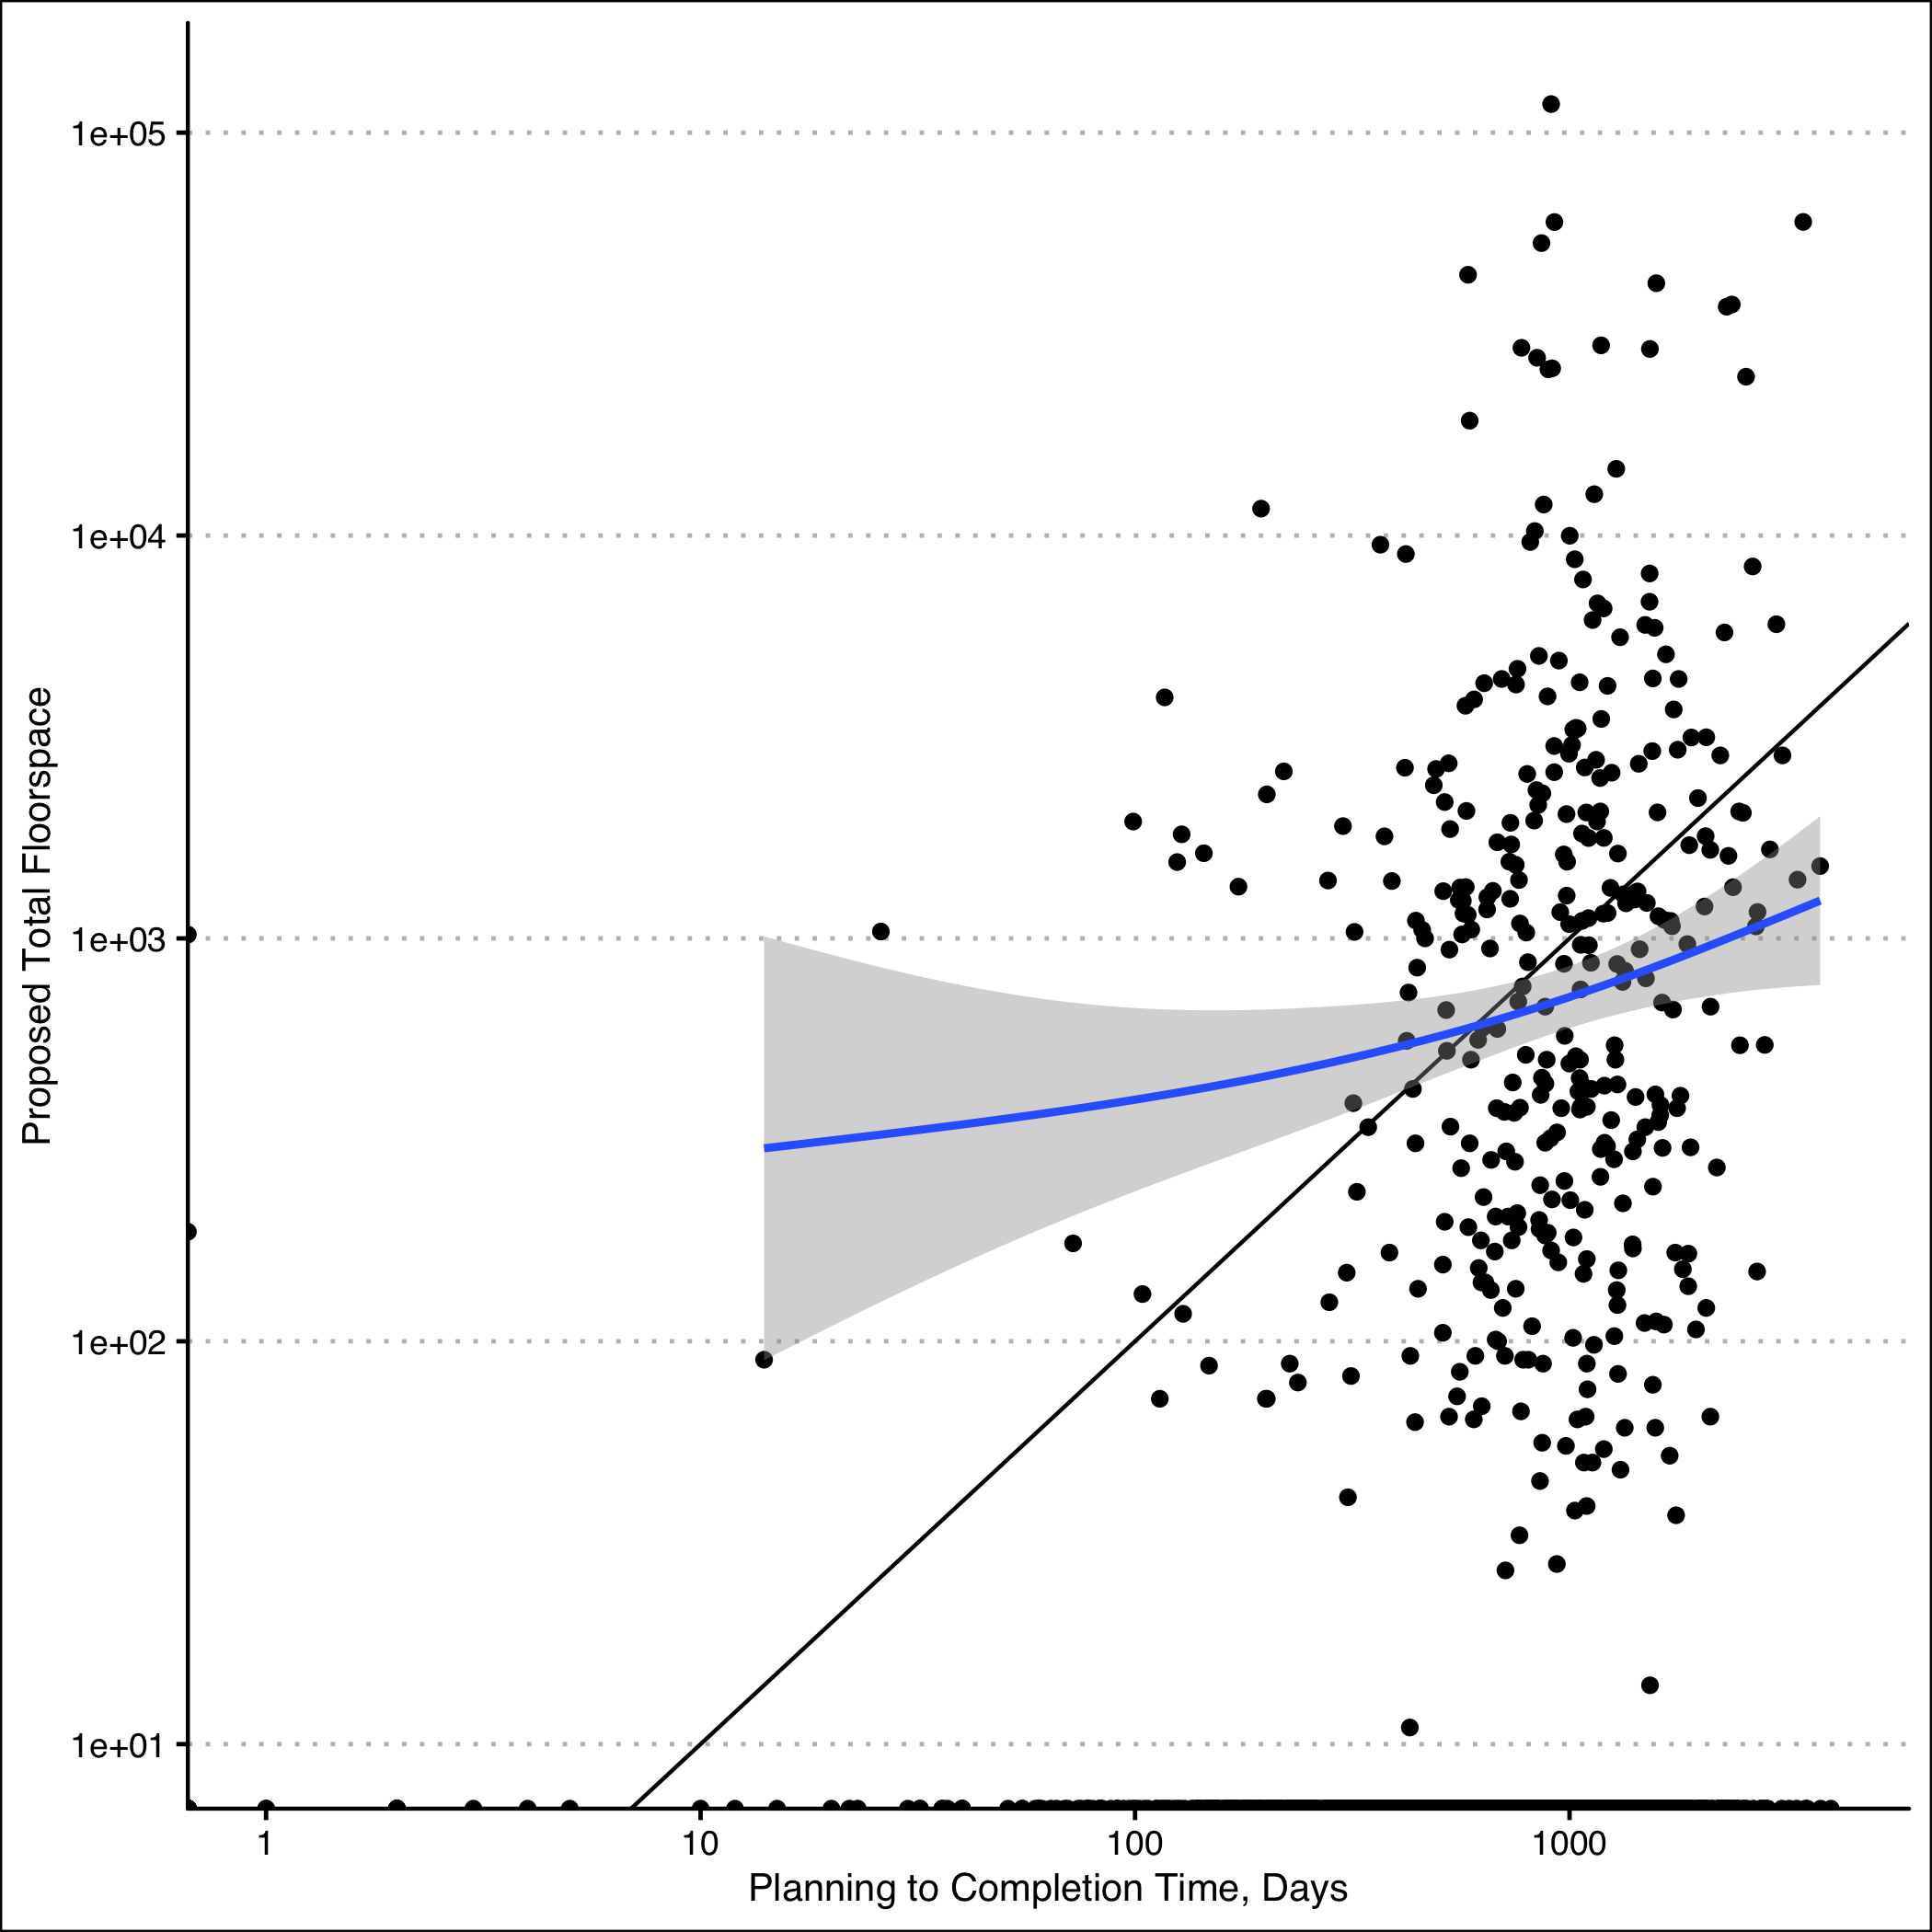 1e+05
1e+04
1e+03
1e+02
1e+01
Proposed Total Floorspace
1 10 100 1000
Planning to Completion Time, Days